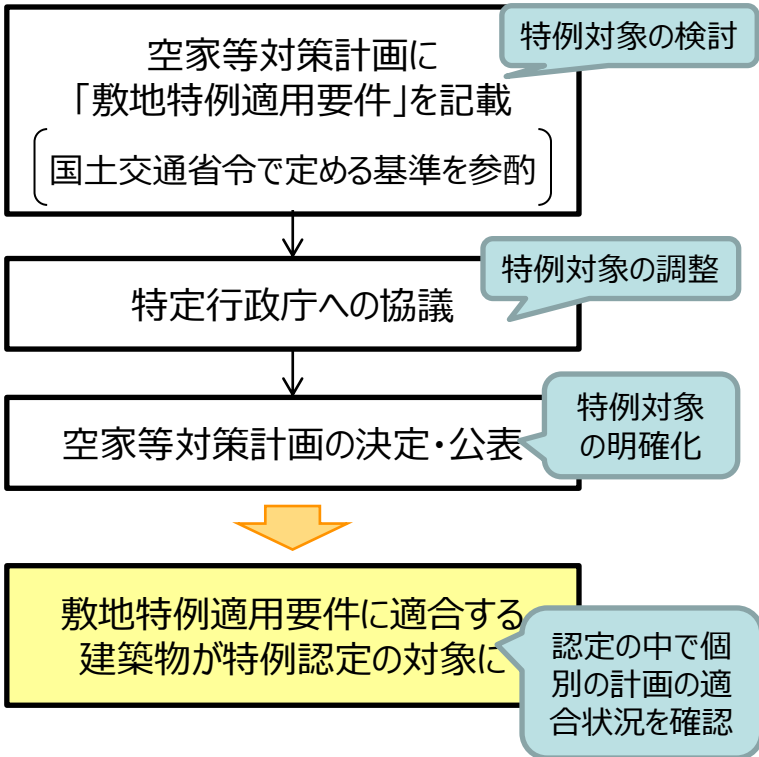 特例対象の検討
空家等対策計画に
「敷地特例適用要件」を記載
国土交通省令で定める基準を参酌
特例対象の調整
特定行政庁への協議
特例対象
の明確化
空家等対策計画の決定・公表
敷地特例適用要件に適合する
建築物が特例認定の対象に
認定の中で個
別の計画の適
合状況を確認